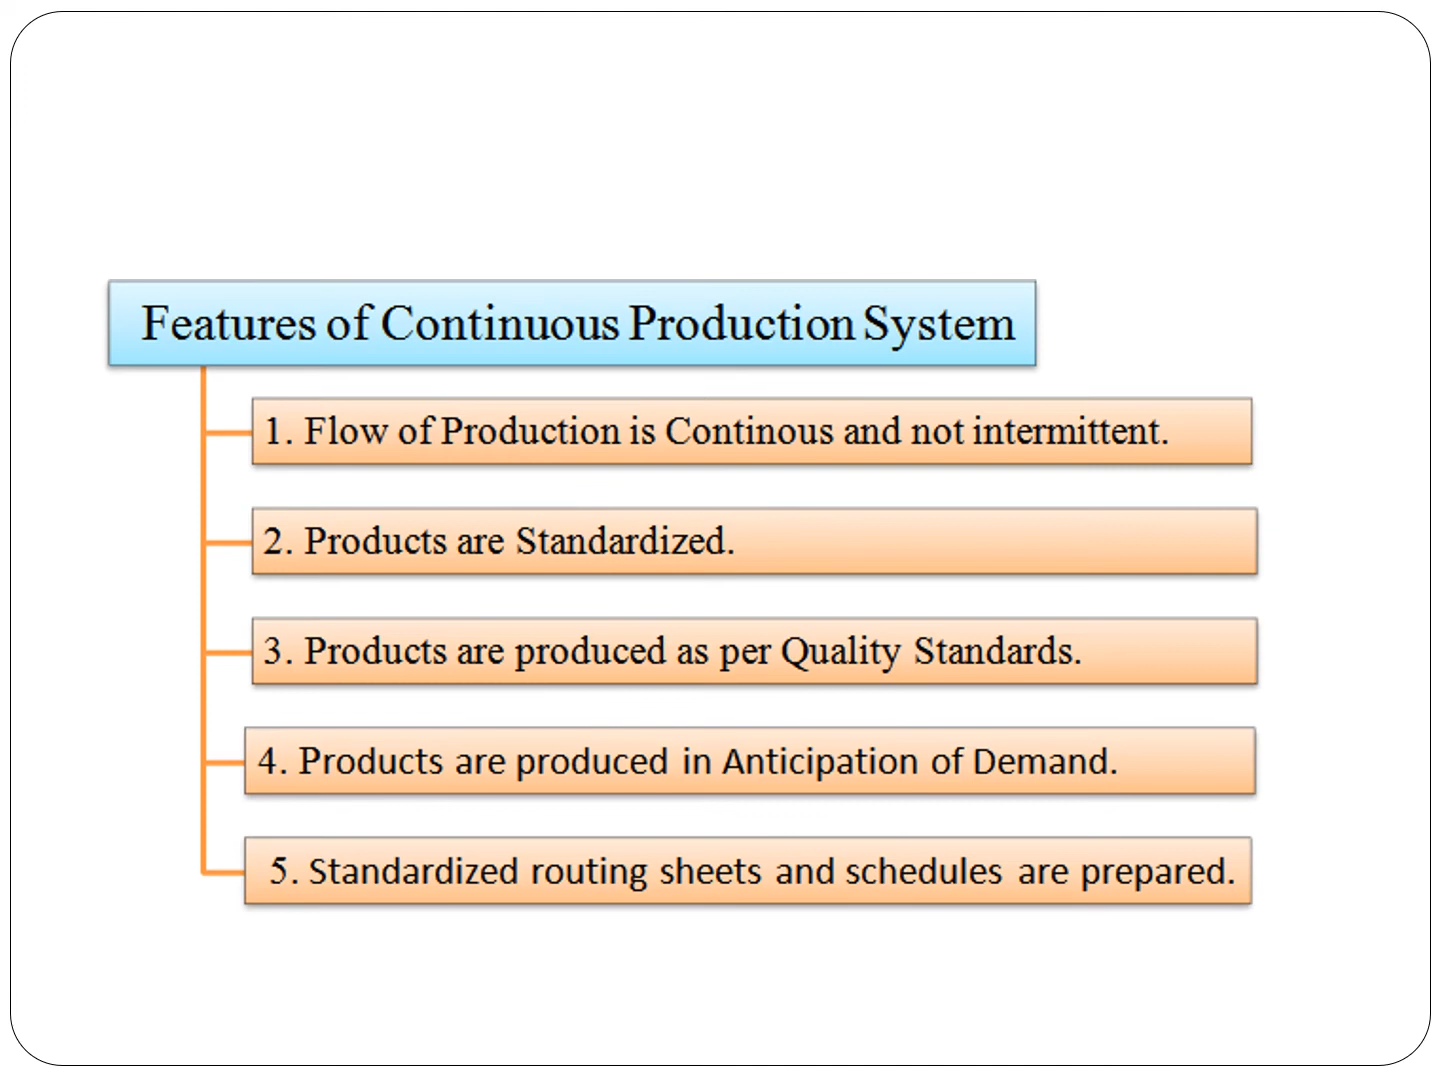 Features of Continuous Production System
1. Flow of Production is Continous and not intermittent.
2. Products are Standardized.
3. Products are produced as per Quality Standards.
4. Products are produced in Anticipation of Demand.
5. Standardized routing sheets and schedules are prepared.